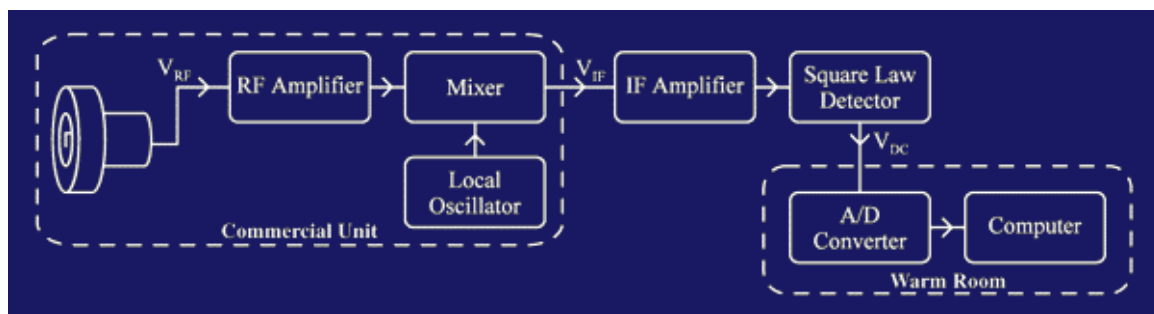 V_RF
RF Amplifier
Mixer
V_IF
IF Amplifier
Square Law
Detector
V_DC
Local
Oscillator
Commercial Unit
A/D
Converter
Computer
Warm Room